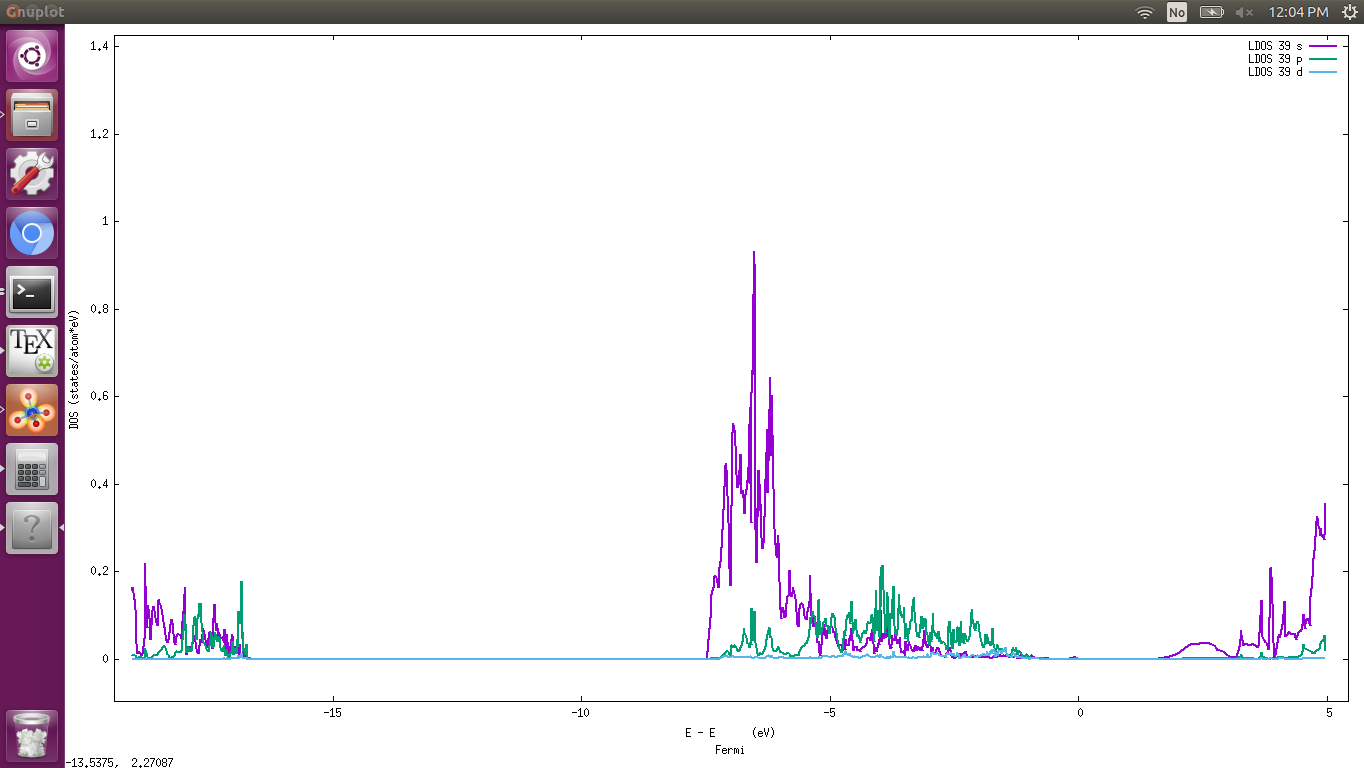 Gnuplot
No
12:04 PM
1.4
LDOS 39 s
LDOS 39 p
LDOS 39 d
1.2
1
0.8
0.6
0.4
0.2
0
DOS (states/atom*eV)
-15
-10
-5
0
5
E - E (eV)
Fermi
TEX
>_
?
-13.5375, 2.27087